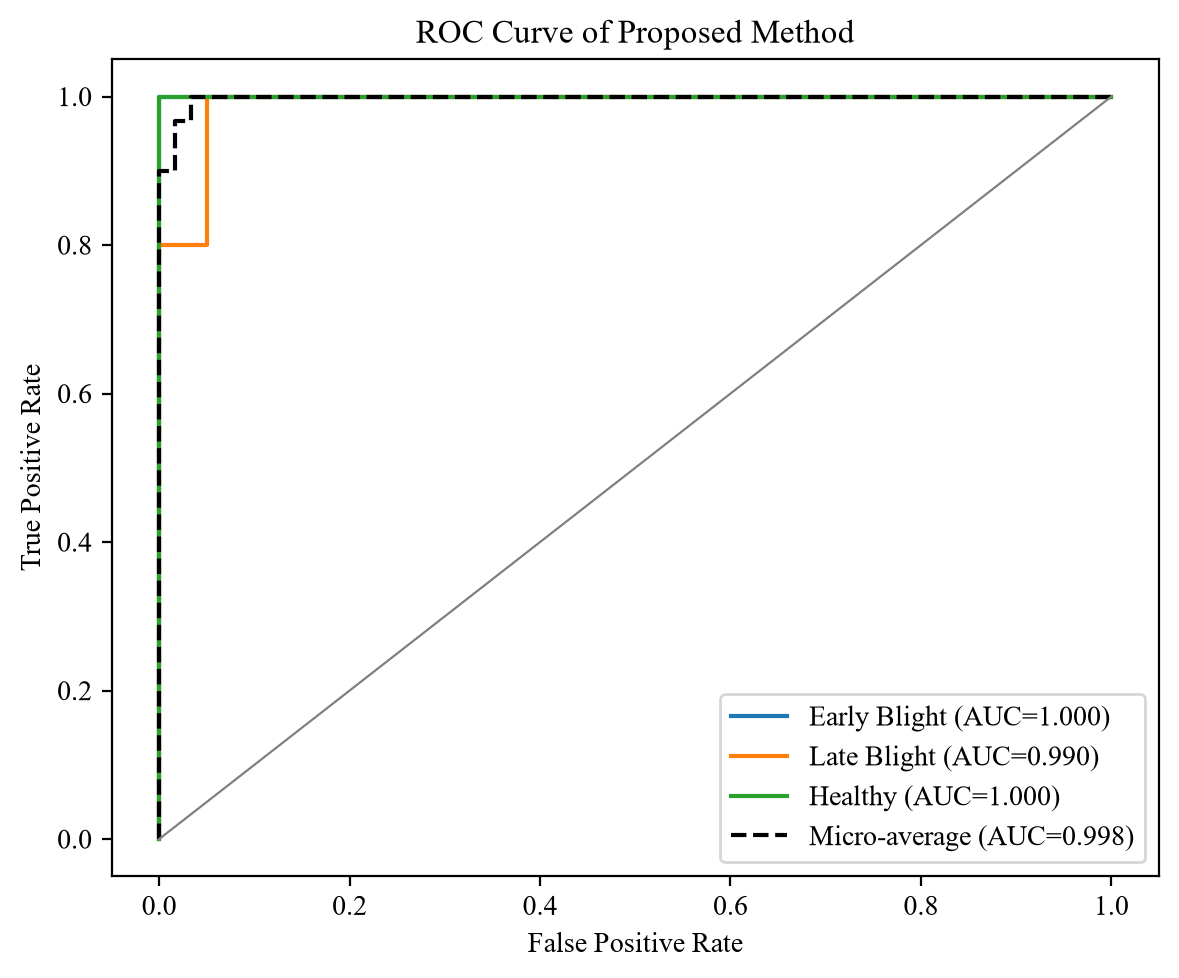 ROC Curve of Proposed Method
True Positive Rate
1.0
0.8
0.6
0.4
0.2
0.0
Early Blight (AUC=1.000)
Late Blight (AUC=0.990)
Healthy (AUC=1.000)
Micro-average (AUC=0.998)
0.0 0.2 0.4 0.6 0.8 1.0
False Positive Rate